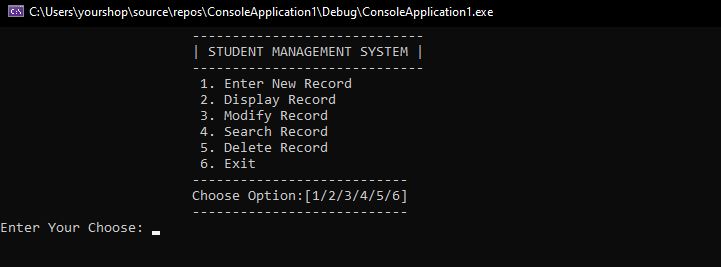 C:\Users\yourshop\source\repos\ConsoleApplication1\Debug\ConsoleApplication1.exe
-----------------------------
| STUDENT MANAGEMENT SYSTEM |
-----------------------------
1. Enter New Record
2. Display Record
3. Modify Record
4. Search Record
5. Delete Record
6. Exit
---------------------------
Choose Option:[1/2/3/4/5/6]
---------------------------
Enter Your Choose: